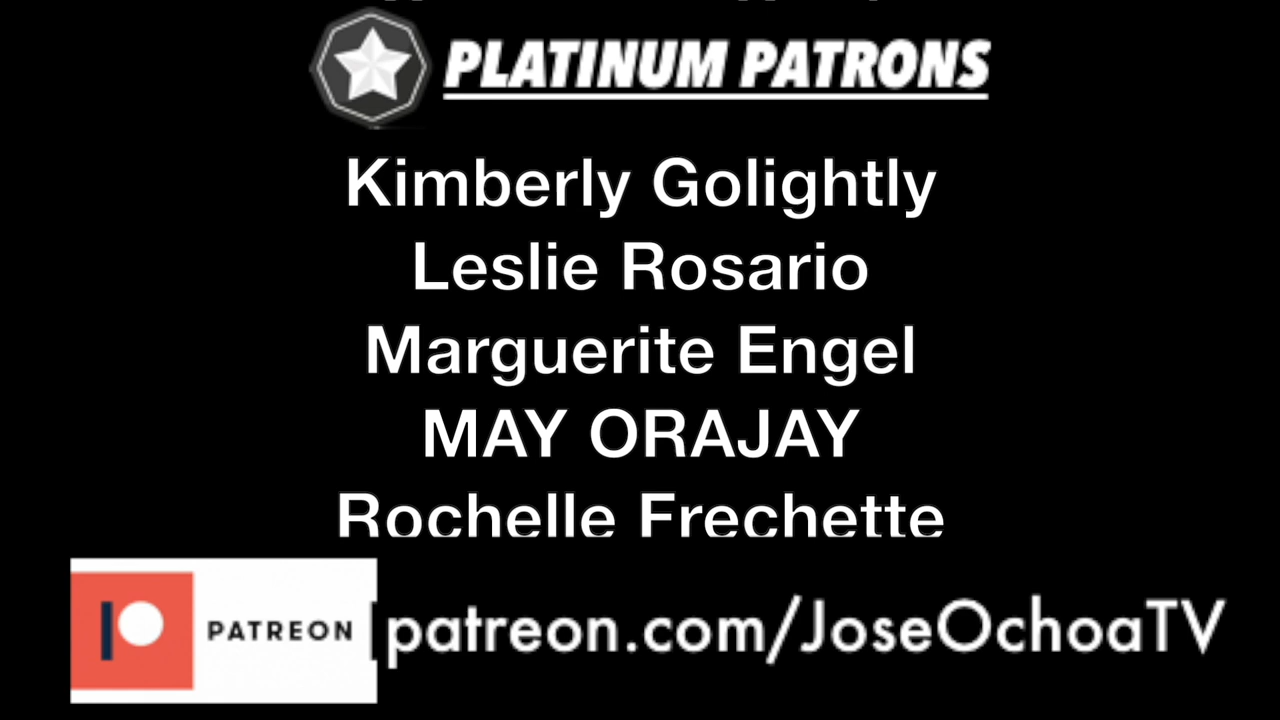 PLATINUM PATRONS
Kimberly Golightly
Leslie Rosario
Marguerite Engel
MAY ORAJAY
Rochelle Frechette
PATREON
patreon.com/JoseOchoaTV